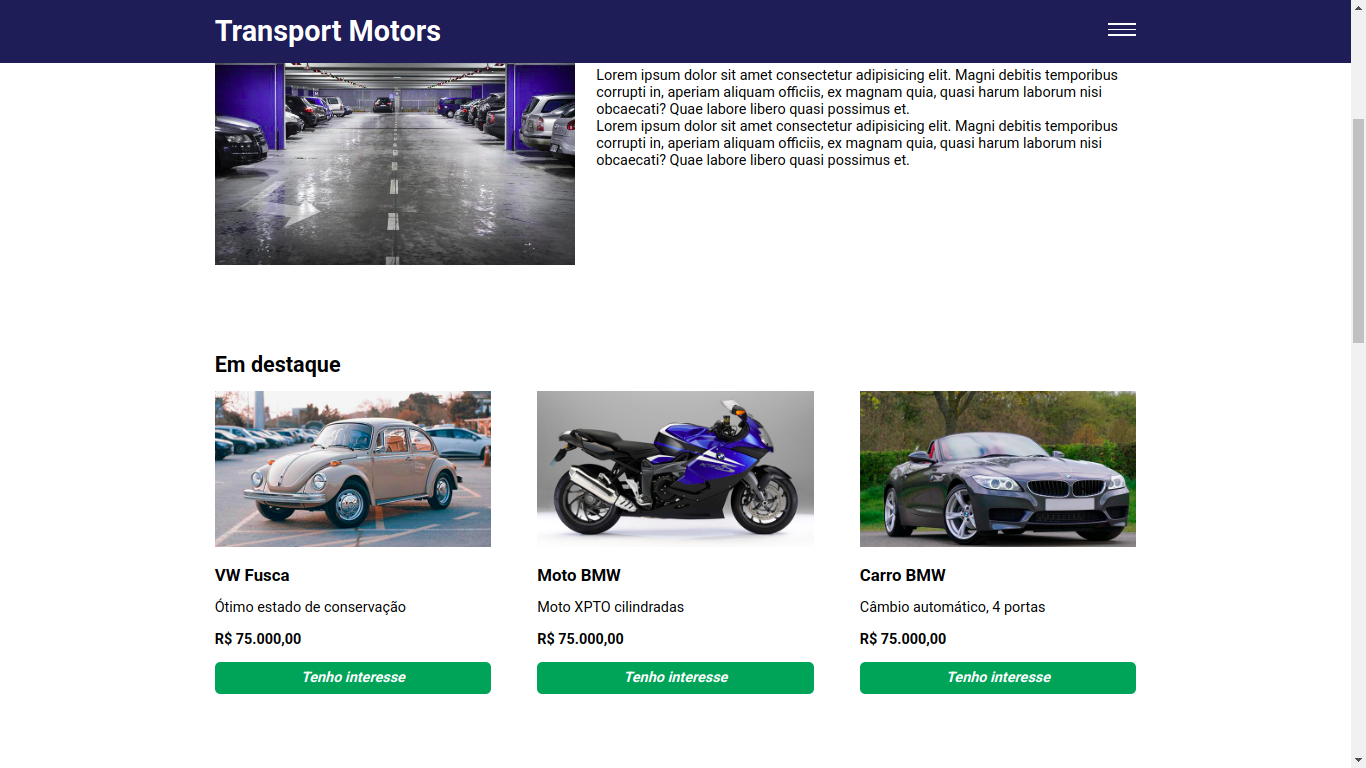 Transport Motors
Lorem ipsum dolor sit amet consectetur adipisicing elit. Magni debitis temporibus
corrupti in, aperiam aliquam officiis, ex magnam quia, quasi harum laborum nisi
obcaecati? Quae labore libero quasi possimus et.
Lorem ipsum dolor sit amet consectetur adipisicing elit. Magni debitis temporibus
corrupti in, aperiam aliquam officiis, ex magnam quia, quasi harum laborum nisi
obcaecati? Quae labore libero quasi possimus et.
Em destaque
VW Fusca
Ótimo estado de conservação
R$ 75.000,00
Tenho interesse
Moto BMW
Moto XPTO cilindradas
R$ 75.000,00
Tenho interesse
Carro BMW
Câmbio automático, 4 portas
R$ 75.000,00
Tenho interesse